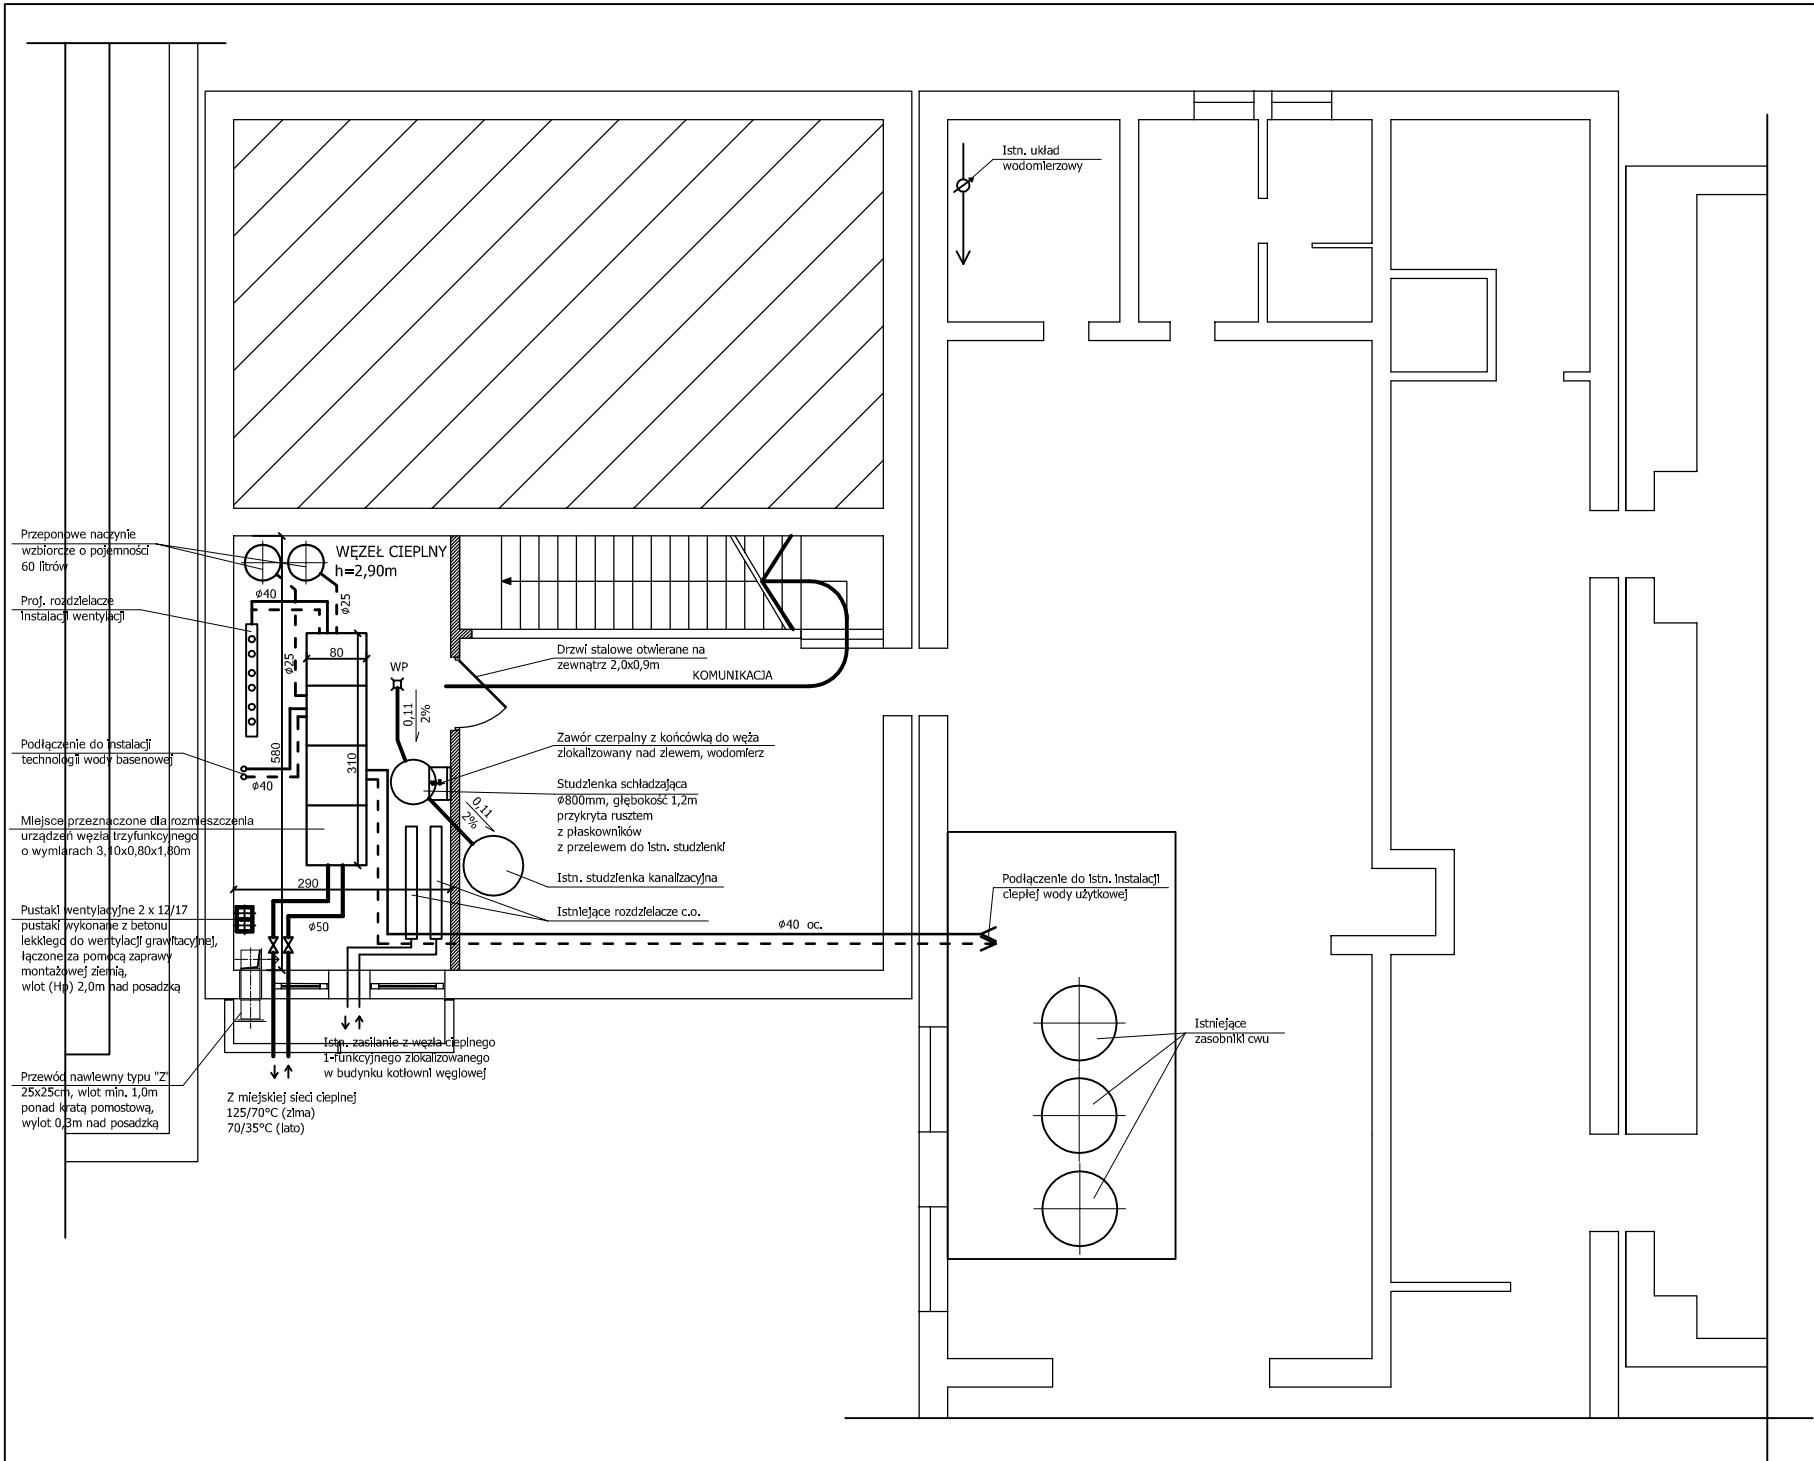 Istn. układ
wodomierzowy
Przeponowe naczynie
wzbiorcze o pojemności
60 litrów
WĘZEŁ CIEPLNY
h=2,90m
ø40
ø25
Proj. rozdzielacze
instalacji wentylacji
ø25
80
WP
Drzwi stalowe otwierane na
zewnątrz 2,0x0,9m
KOMUNIKACJA
0,11
2%
Podłączenie do instalacji
technologii wody basenowej
580
310
ø40
Zawór czerpalny z końcówką do węża
zlokalizowany nad zlewem, wodomierz
Studzienka schładzająca
ø800mm, głębokość 1,2m
przykryta rusztem
z płaskowników
z przelewem do istn. studzienki
0,11
2%
Miejsce przeznaczone dla rozmieszczenia
urządzeń węzła trzyfunkcyjnego
o wymiarach 3,10x0,80x1,80m
290
Istn. studzienka kanalizacyjna
Podłączenie do istn. instalacji
ciepłej wody użytkowej
Istniejące rozdzielacze c.o.
Pustaki wentylacyjne 2 x 12/17
pustaki wykonane z betonu
lekkiego do wentylacji grawitacyjnej,
łączone za pomocą zaprawy
montażowej ziemią,
wlot (Hp) 2,0m nad posadzką
ø50
ø40 oc.
Istniejące
zasobniki cwu
Istn. zasilanie z węzła cieplnego
1-funkcyjnego zlokalizowanego
w budynku kotłowni węglowej
Przewód nawiewny typu "Z"
25x25cm, wlot min. 1,0m
ponad kratą pomostową,
wylot 0,3m nad posadzką
Z miejskiej sieci cieplnej
125/70°C (zima)
70/35°C (lato)